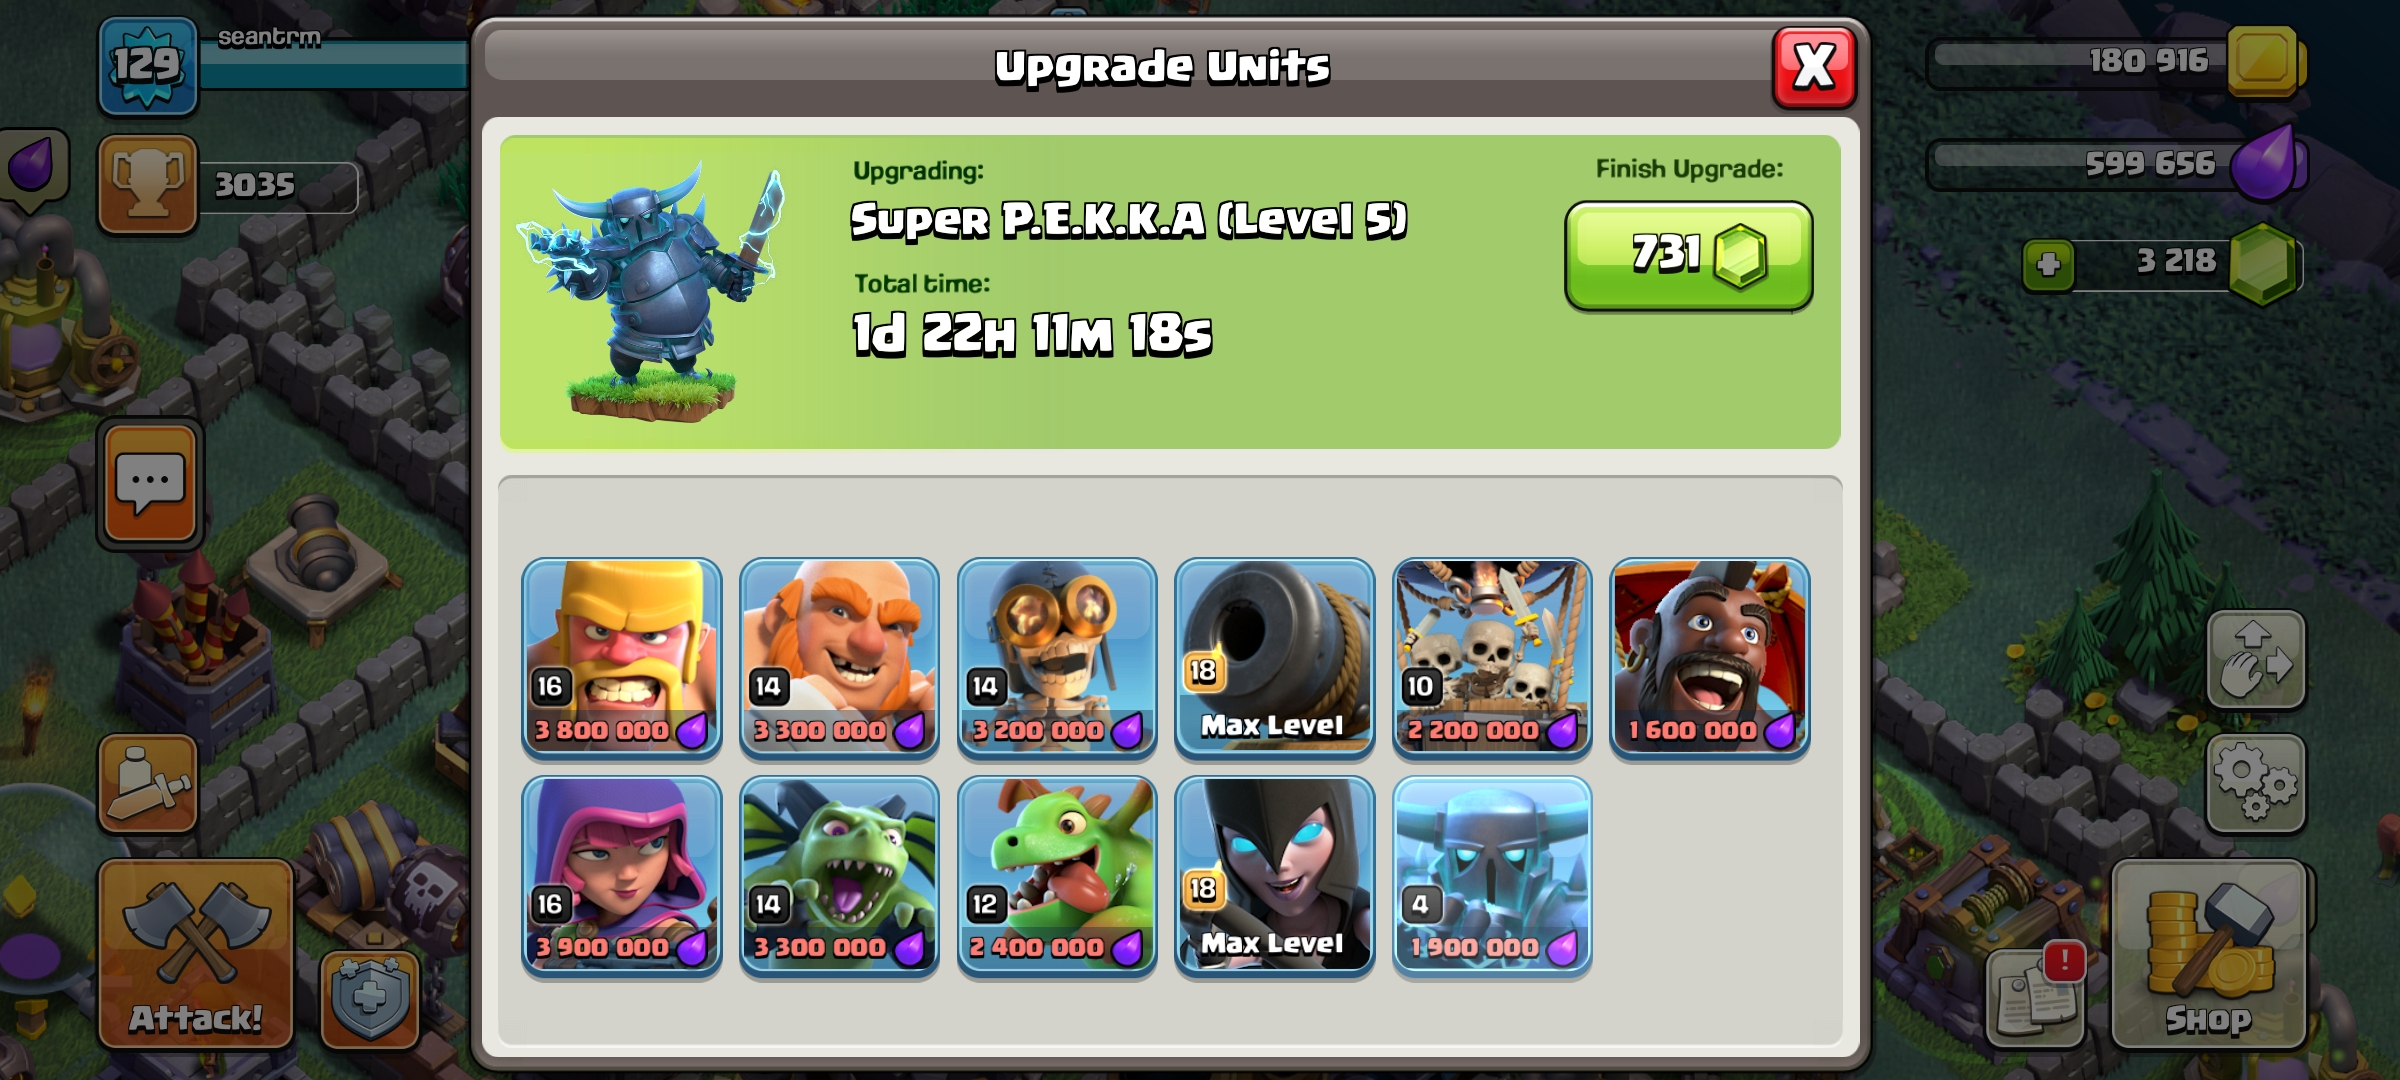 129
seantrm
3035
Upgrade Units
X
180 916
599 656
3 218
Upgrading:
Super P.E.K.K.A (Level 5)
Total time:
1d 22H 11M 18s
Finish Upgrade:
731
16
3 800 000
14
3 300 000
14
3 200 000
18
Max Level
10
2 200 000
1 600 000
16
3 900 000
14
3 300 000
12
2 400 000
18
Max Level
4
1 900 000
Attack!
!
Shop